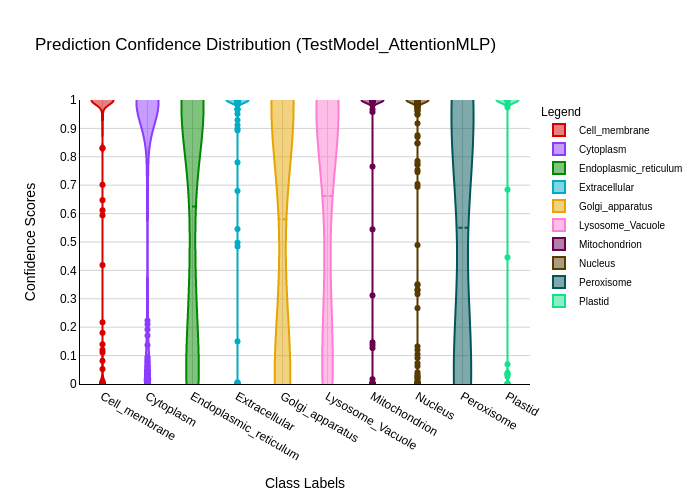 Prediction Confidence Distribution (TestModel_AttentionMLP)
Confidence Scores
1
0.9
0.8
0.7
0.6
0.5
0.4
0.3
0.2
0.1
0
Cell_membrane
Cytoplasm
Endoplasmic_reticulum
Extracellular
Golgi_apparatus
Lysosome_Vacuole
Mitochondrion
Nucleus
Peroxisome
Plastid
Class Labels
Legend
Cell_membrane
Cytoplasm
Endoplasmic_reticulum
Extracellular
Golgi_apparatus
Lysosome_Vacuole
Mitochondrion
Nucleus
Peroxisome
Plastid